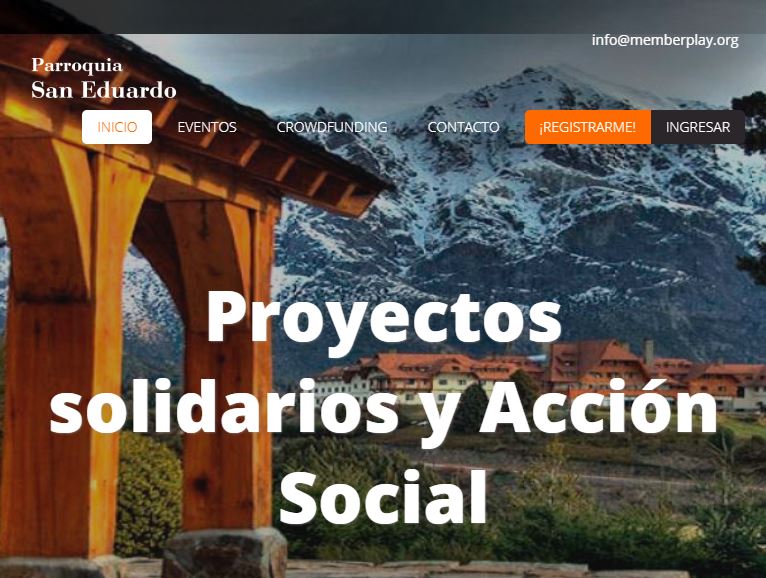 info@memberplay.org
Parroquia
San Eduardo
INICIO EVENTOS CROWDFUNDING CONTACTO ¡REGISTRARME! INGRESAR
Proyectos
solidarios y Acción
Social